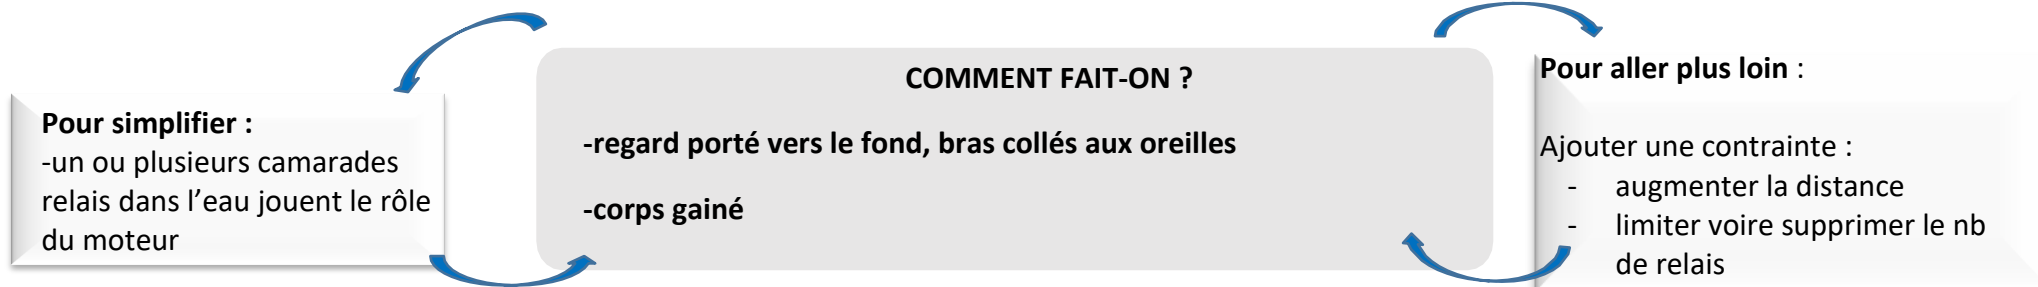 Pour simplifier :
-un ou plusieurs camarades
relais dans l’eau jouent le rôle
du moteur
COMMENT FAIT-ON ?
-regard porté vers le fond, bras collés aux oreilles
-corps gainé
Pour aller plus loin :
Ajouter une contrainte :
- augmenter la distance
- limiter voire supprimer le nb
de relais